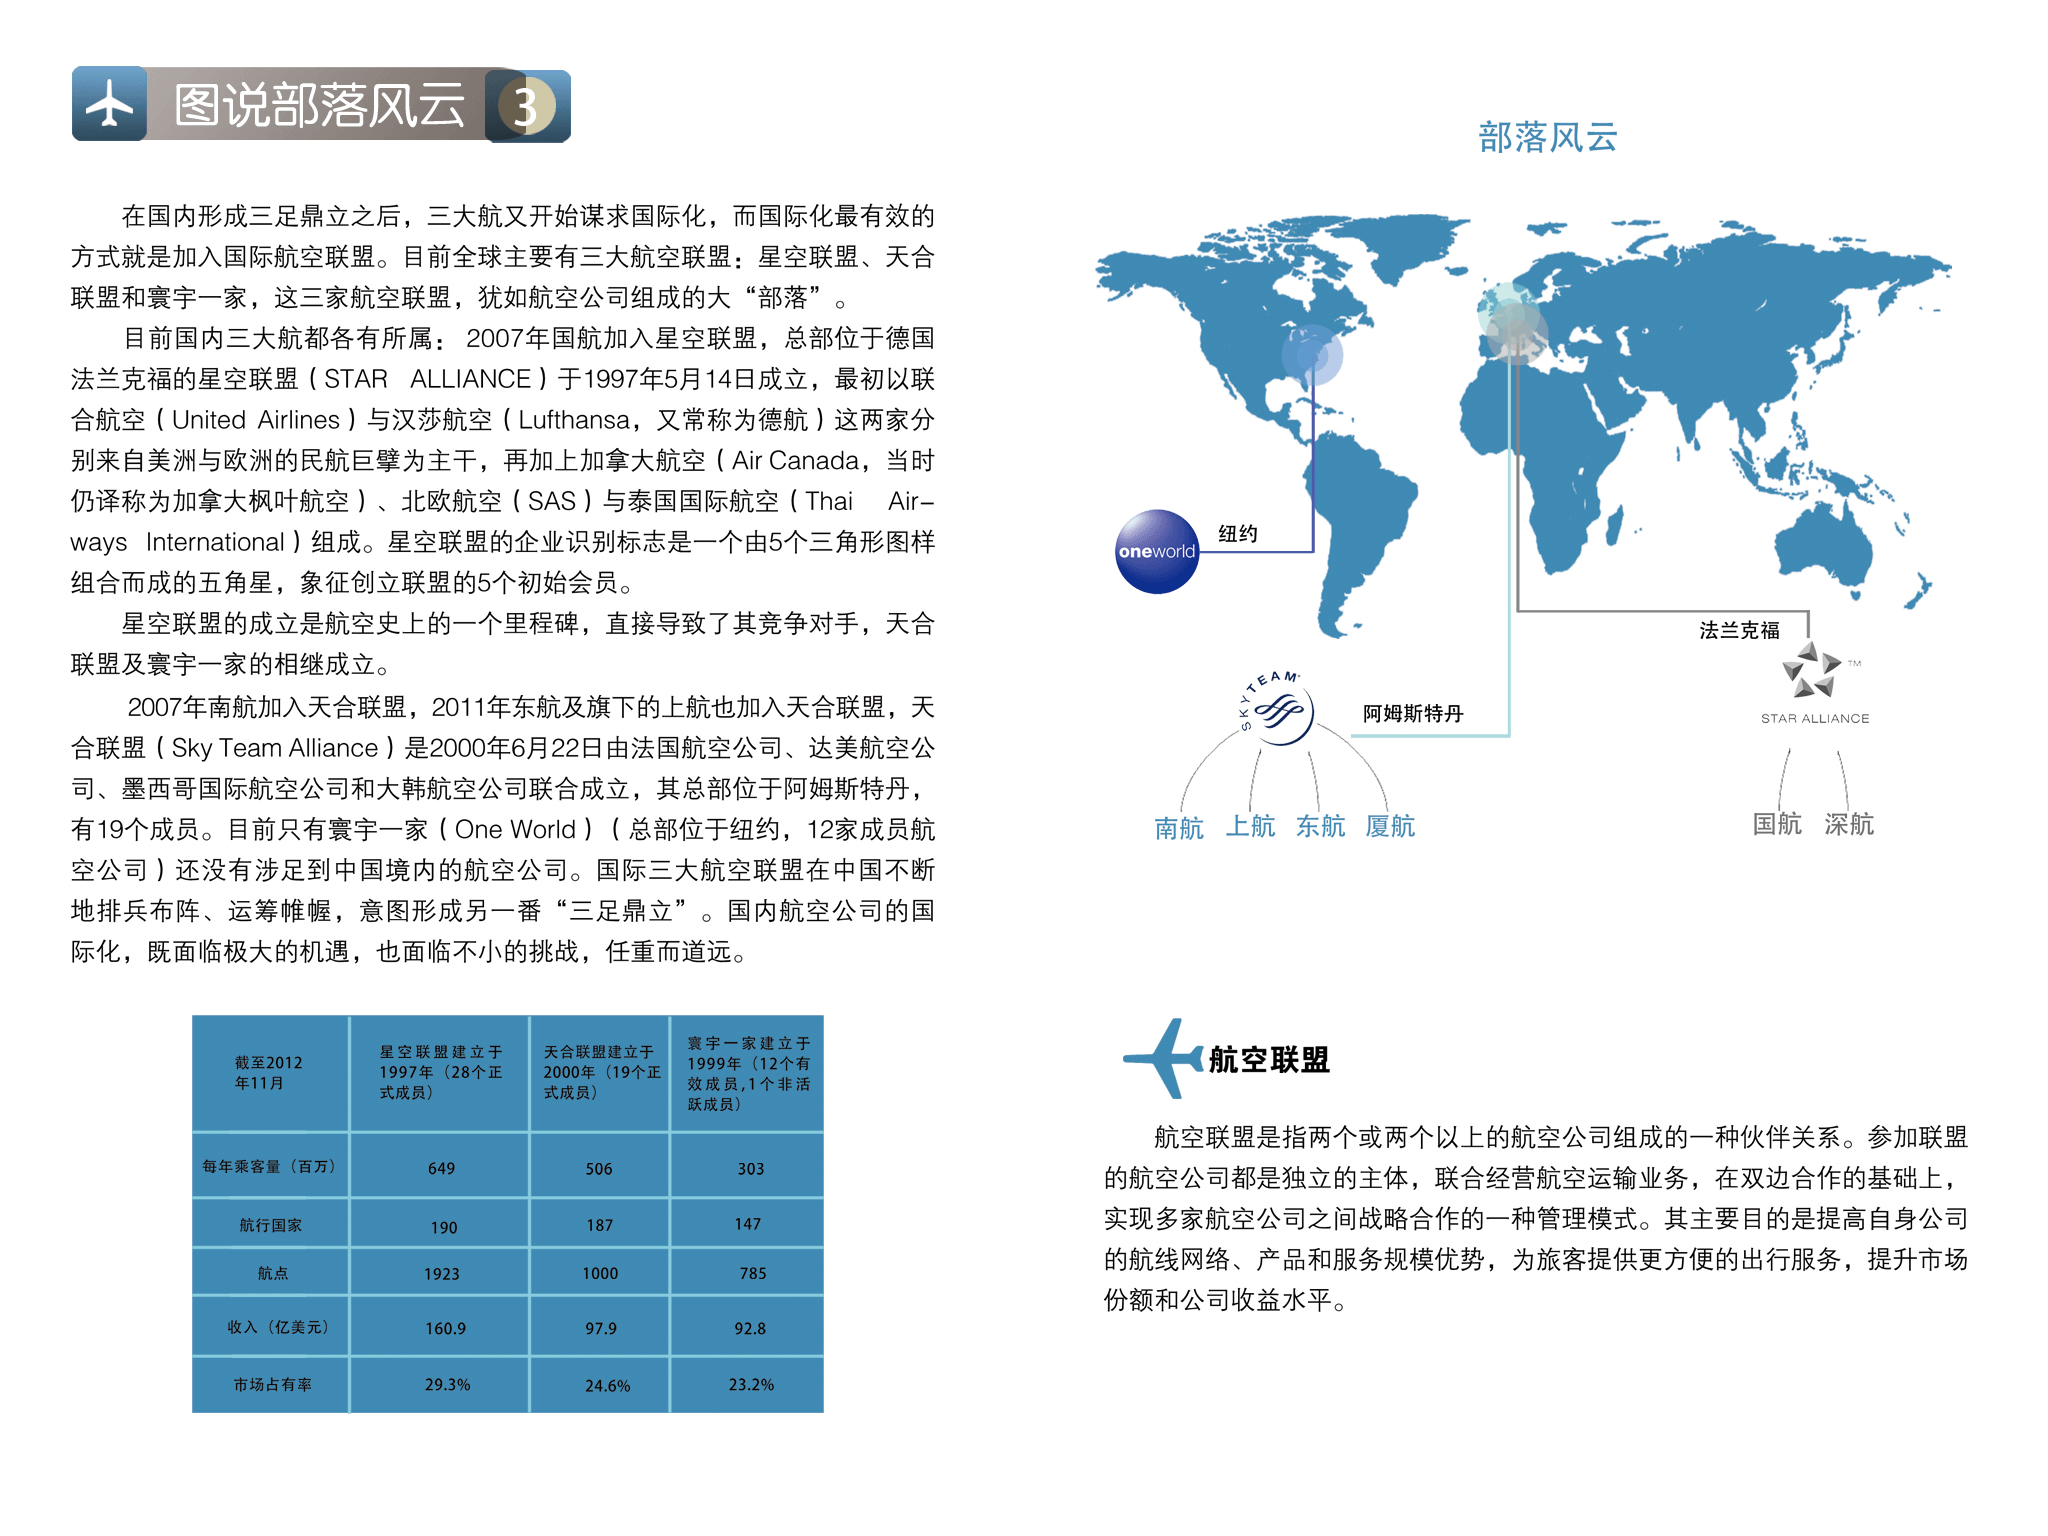 图说部落风云 3
在国内形成三足鼎立之后，三大航又开始谋求国际化，而国际化最有效的
方式就是加入国际航空联盟。目前全球主要有三大航空联盟：星空联盟、天合
联盟和寰宇一家，这三家航空联盟，犹如航空公司组成的大“部落”。
目前国内三大航都各有所属： 2007年国航加入星空联盟，总部位于德国
法兰克福的星空联盟（STAR ALLIANCE）于1997年5月14日成立，最初以联
合航空（United Airlines）与汉莎航空（Lufthansa，又常称为德航）这两家分
别来自美洲与欧洲的民航巨擘为主干，再加上加拿大航空（Air Canada，当时
仍译称为加拿大枫叶航空）、北欧航空（SAS）与泰国国际航空（Thai Air-
ways International）组成。星空联盟的企业识别标志是一个由5个三角形图样
组合而成的五角星，象征创立联盟的5个初始会员。
星空联盟的成立是航空史上的一个里程碑，直接导致了其竞争对手，天合
联盟及寰宇一家的相继成立。
2007年南航加入天合联盟，2011年东航及旗下的上航也加入天合联盟，天
合联盟（Sky Team Alliance）是2000年6月22日由法国航空公司、达美航空公
司、墨西哥国际航空公司和大韩航空公司联合成立，其总部位于阿姆斯特丹，
有19个成员。目前只有寰宇一家（One World）（总部位于纽约，12家成员航
空公司）还没有涉足到中国境内的航空公司。国际三大航空联盟在中国不断
地排兵布阵、运筹帷幄，意图形成另一番“三足鼎立”。国内航空公司的国
际化，既面临极大的机遇，也面临不小的挑战，任重而道远。
截至2012
年11月
星空联盟建立于
1997年（28个正
式成员）
天合联盟建立于
2000年（19个正
式成员）
寰宇一家建立于
1999年（12个有
效成员,1个非活
跃成员）
每年乘客量（百万） 649 506 303
航行国家 190 187 147
航点 1923 1000 785
收入（亿美元） 160.9 97.9 92.8
市场占有率 29.3% 24.6% 23.2%
部落风云
oneworld
纽约
法兰克福
TM
STAR ALLIANCE
SKYTEAM
阿姆斯特丹
南航 上航 东航 厦航
国航 深航
航空联盟
航空联盟是指两个或两个以上的航空公司组成的一种伙伴关系。参加联盟
的航空公司都是独立的主体，联合经营航空运输业务，在双边合作的基础上，
实现多家航空公司之间战略合作的一种管理模式。其主要目的是提高自身公司
的航线网络、产品和服务规模优势，为旅客提供更方便的出行服务，提升市场
份额和公司收益水平。